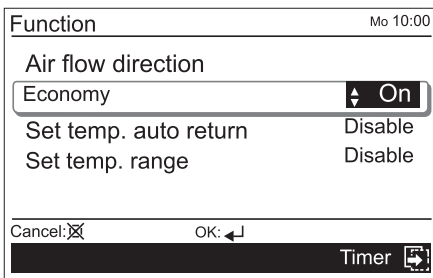 Function Mo 10:00
Air flow direction
Economy On
Set temp. auto return Disable
Set temp. range Disable
Cancel: OK:
Timer